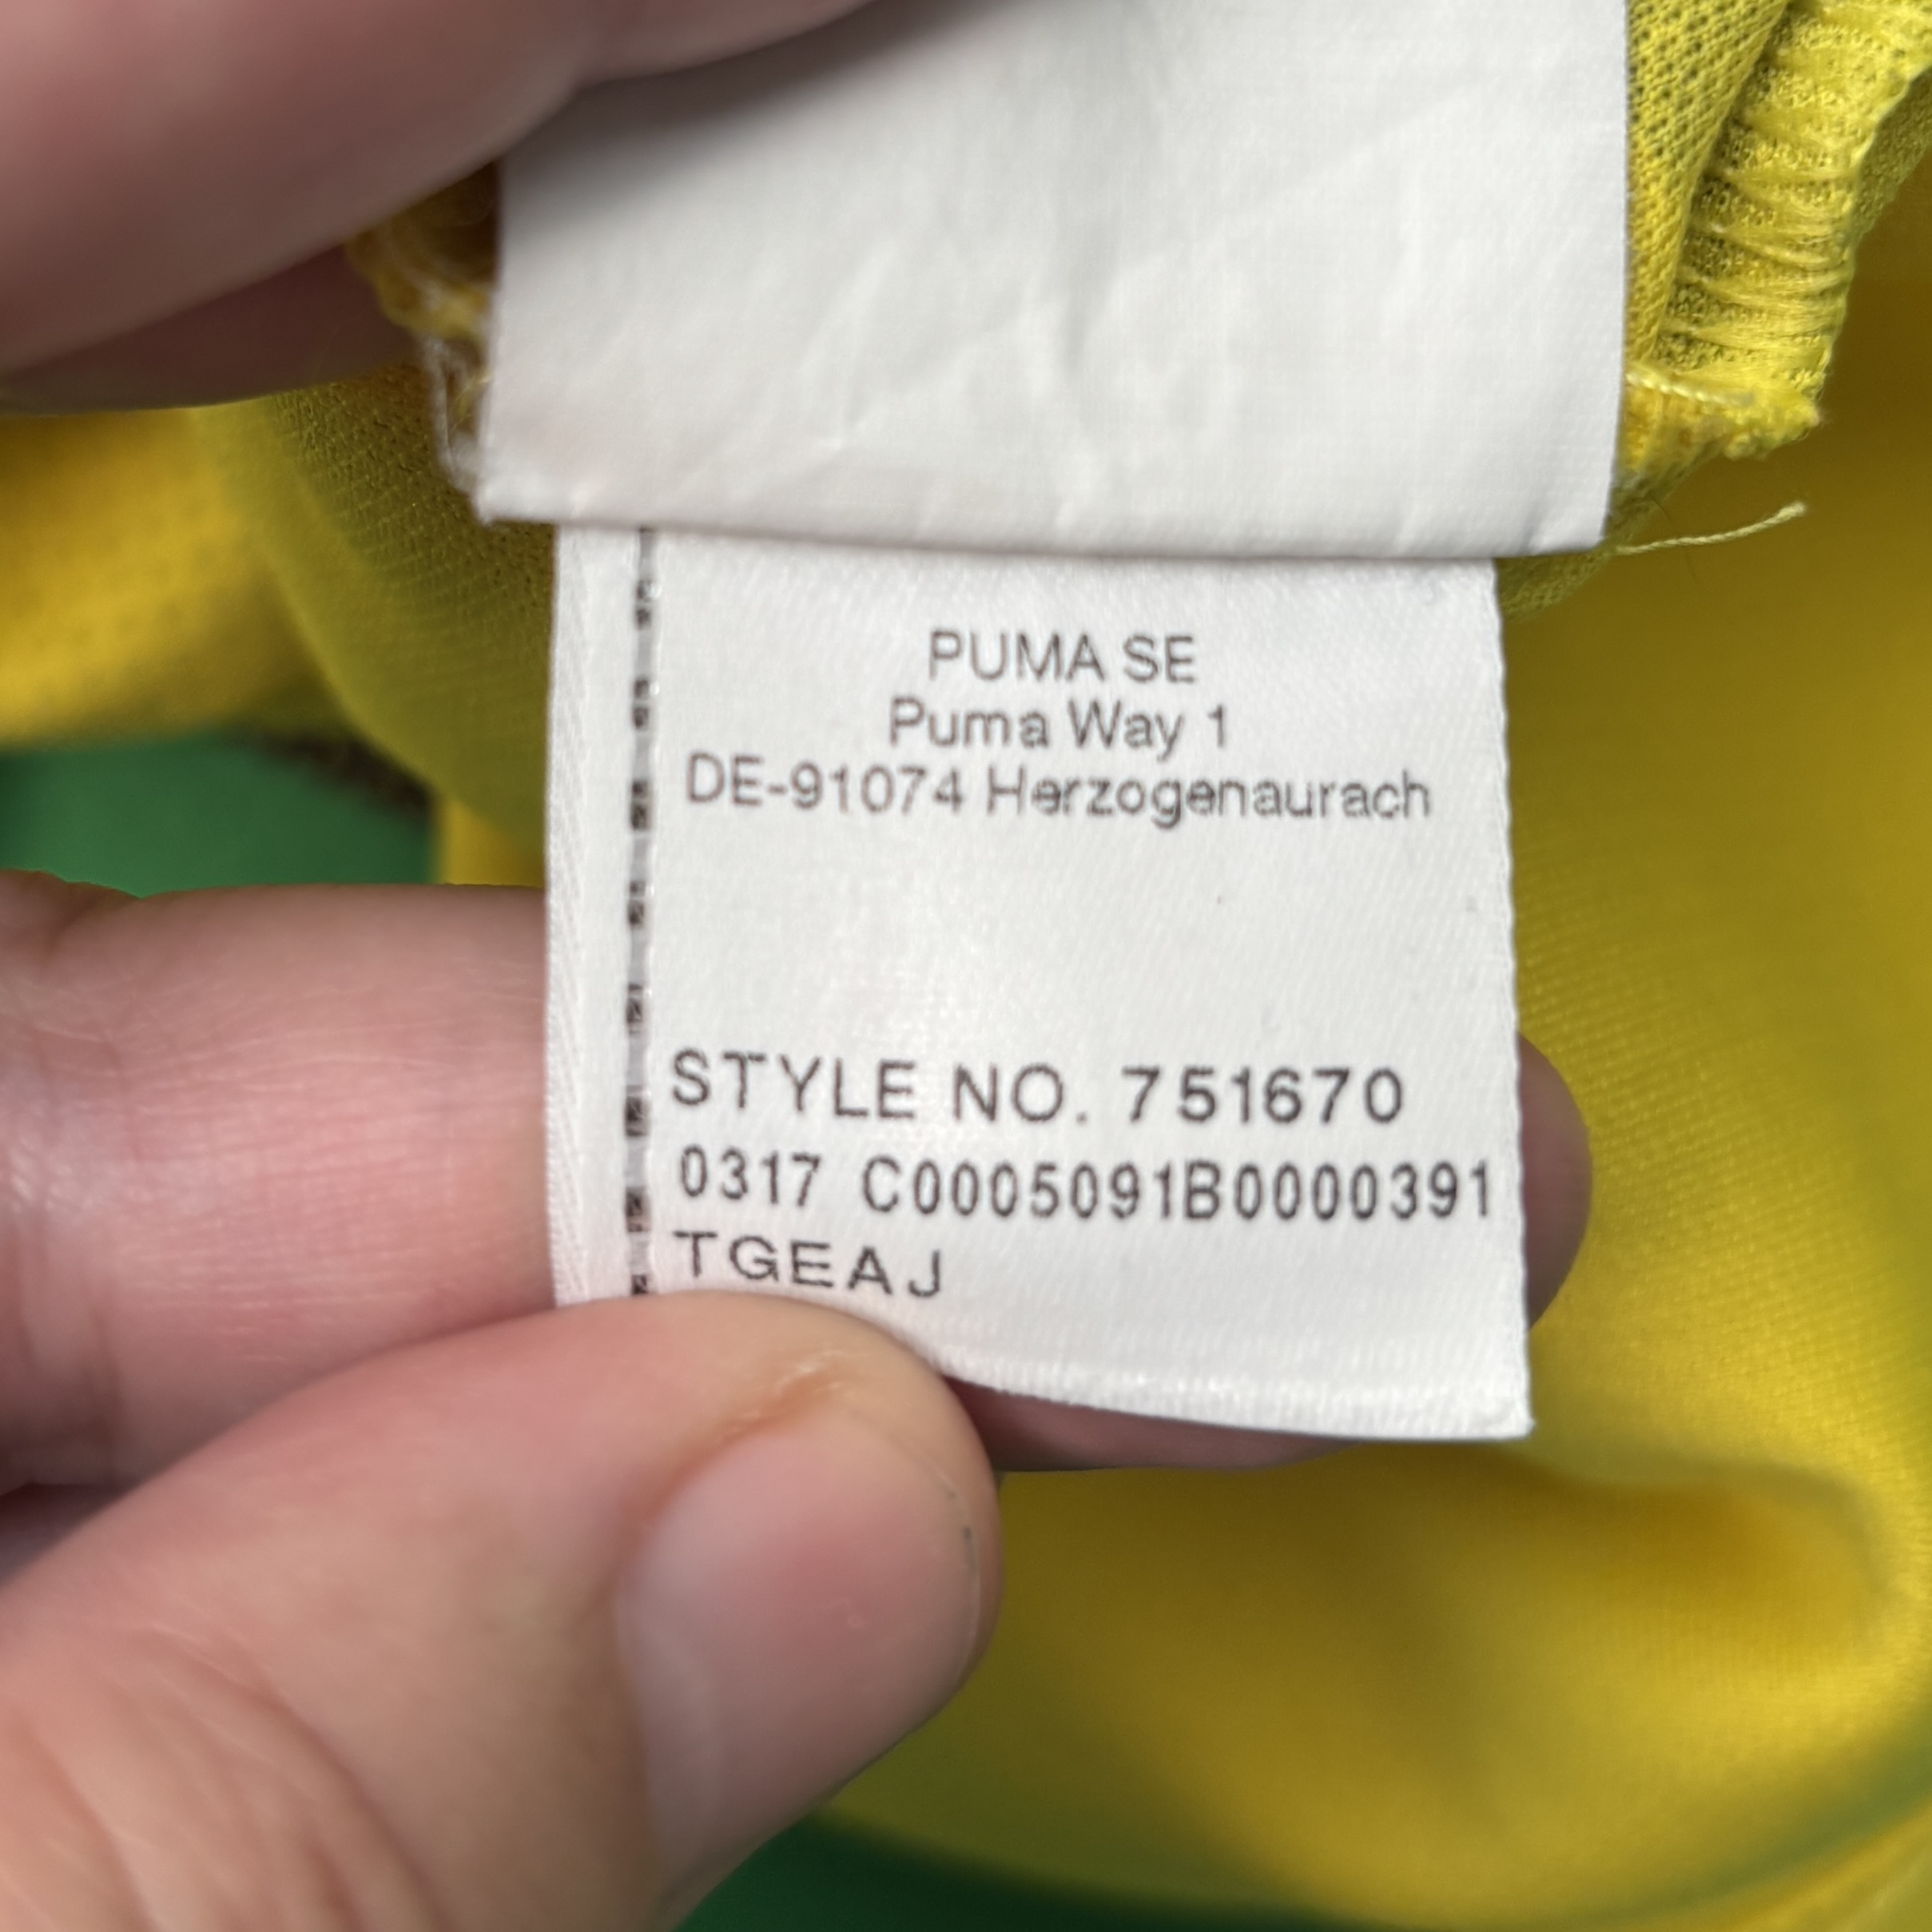 PUMA SE
Puma Way 1
DE-91074 Herzogenaurach
STYLE NO. 751670
0317 C0005091B0000391
TGEAJ